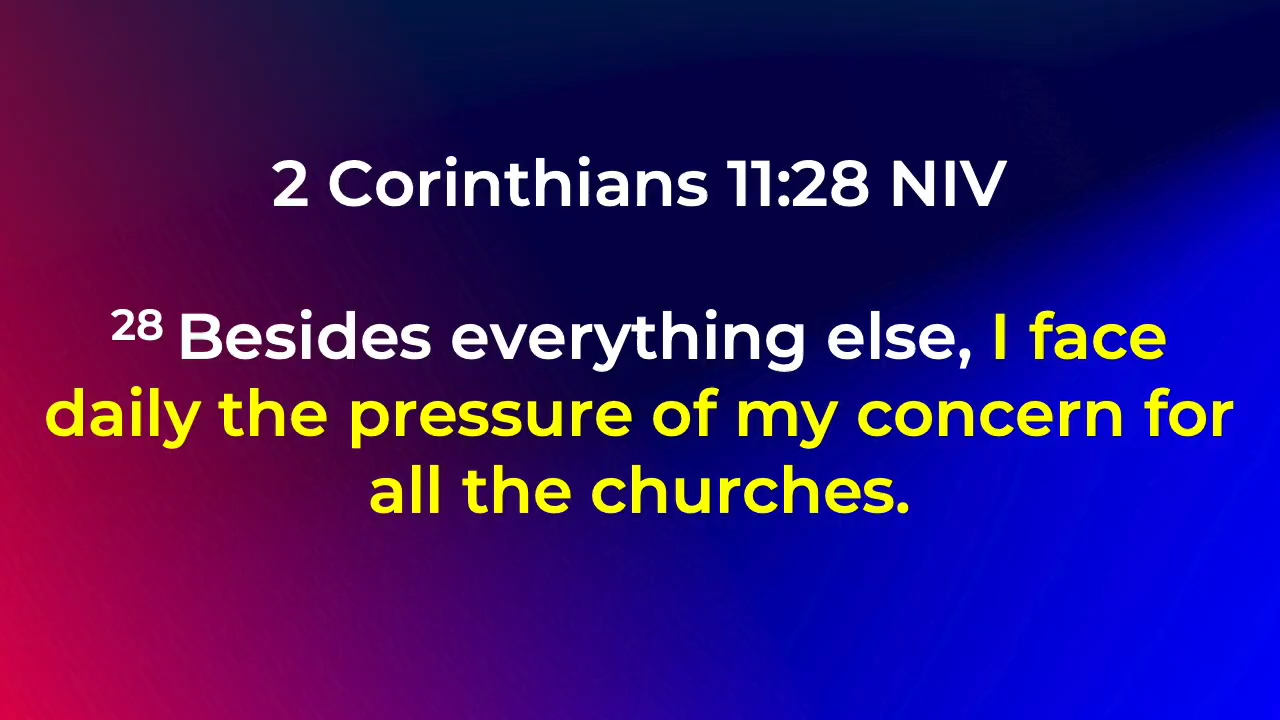 2 Corinthians 11:28 NIV
28 Besides everything else, I face
daily the pressure of my concern for
all the churches.